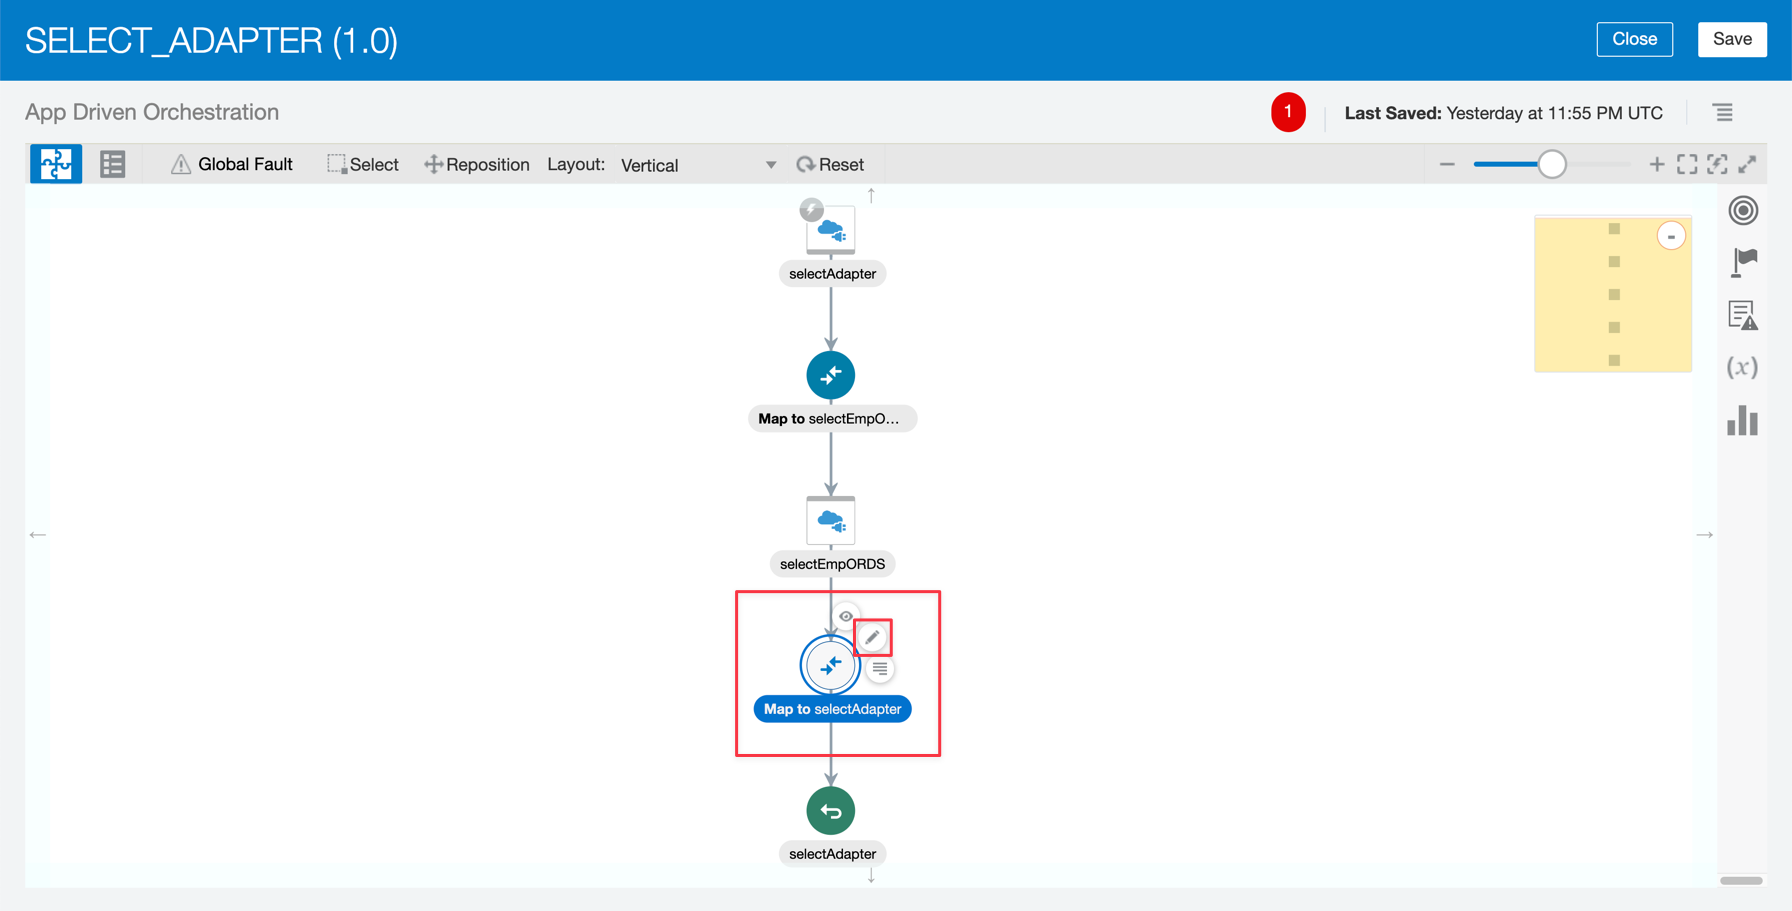 SELECT_ADAPTER (1.0)
Close
Save
App Driven Orchestration
1
Last Saved: Yesterday at 11:55 PM UTC
Global Fault
Select
Reposition
Layout:
Vertical
Reset
selectAdapter
Map to selectEmpO...
selectEmpORDS
Map to selectAdapter
selectAdapter
(x)